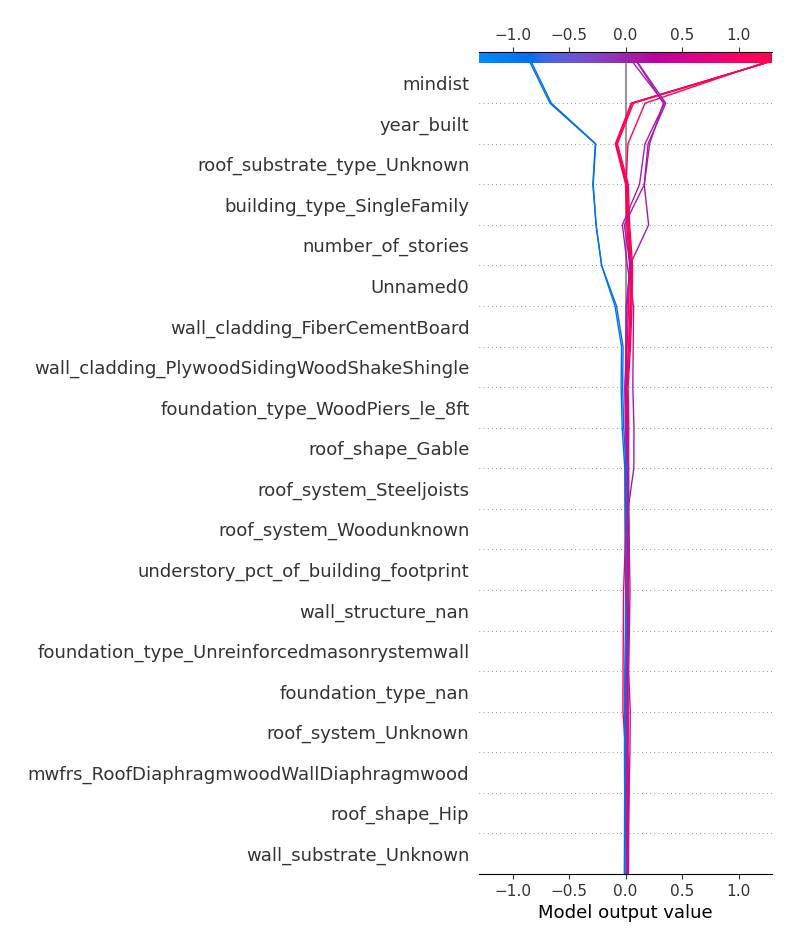 −1.0 −0.5 0.0 0.5 1.0
mindist
year_built
roof_substrate_type_Unknown
building_type_SingleFamily
number_of_stories
Unnamed0
wall_cladding_FiberCementBoard
wall_cladding_PlywoodSidingWoodShakeShingle
foundation_type_WoodPiers_le_8ft
roof_shape_Gable
roof_system_Steeljoists
roof_system_Woodunknown
understory_pct_of_building_footprint
wall_structure_nan
foundation_type_Unreinforcedmasonrystemwall
foundation_type_nan
roof_system_Unknown
mwfrs_RoofDiaphragmwoodWallDiaphragmwood
roof_shape_Hip
wall_substrate_Unknown
−1.0 −0.5 0.0 0.5 1.0
Model output value